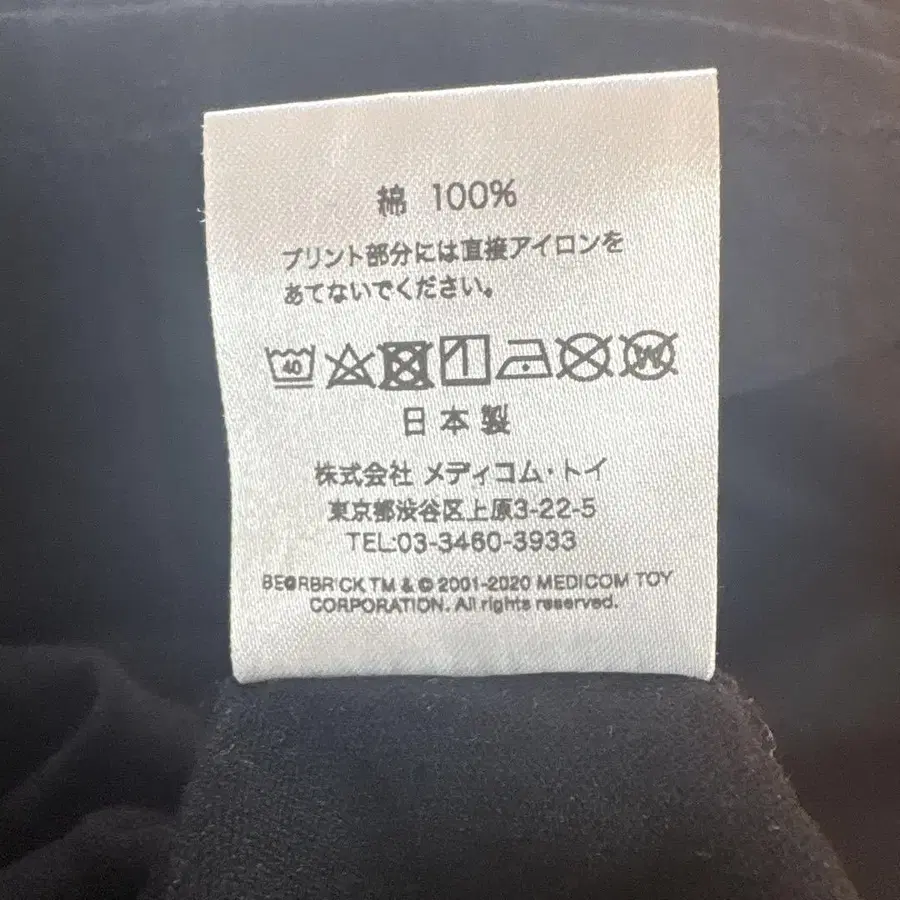 綿 100%
プリント部分には直接アイロンを
あてないでください。
40 W
日本製
株式会社 メディコム・トイ
東京都渋谷区上原3-22-5
TEL:03-3460-3933
BE@RBRICK TM & © 2001-2020 MEDICOM TOY
CORPORATION. All rights reserved.